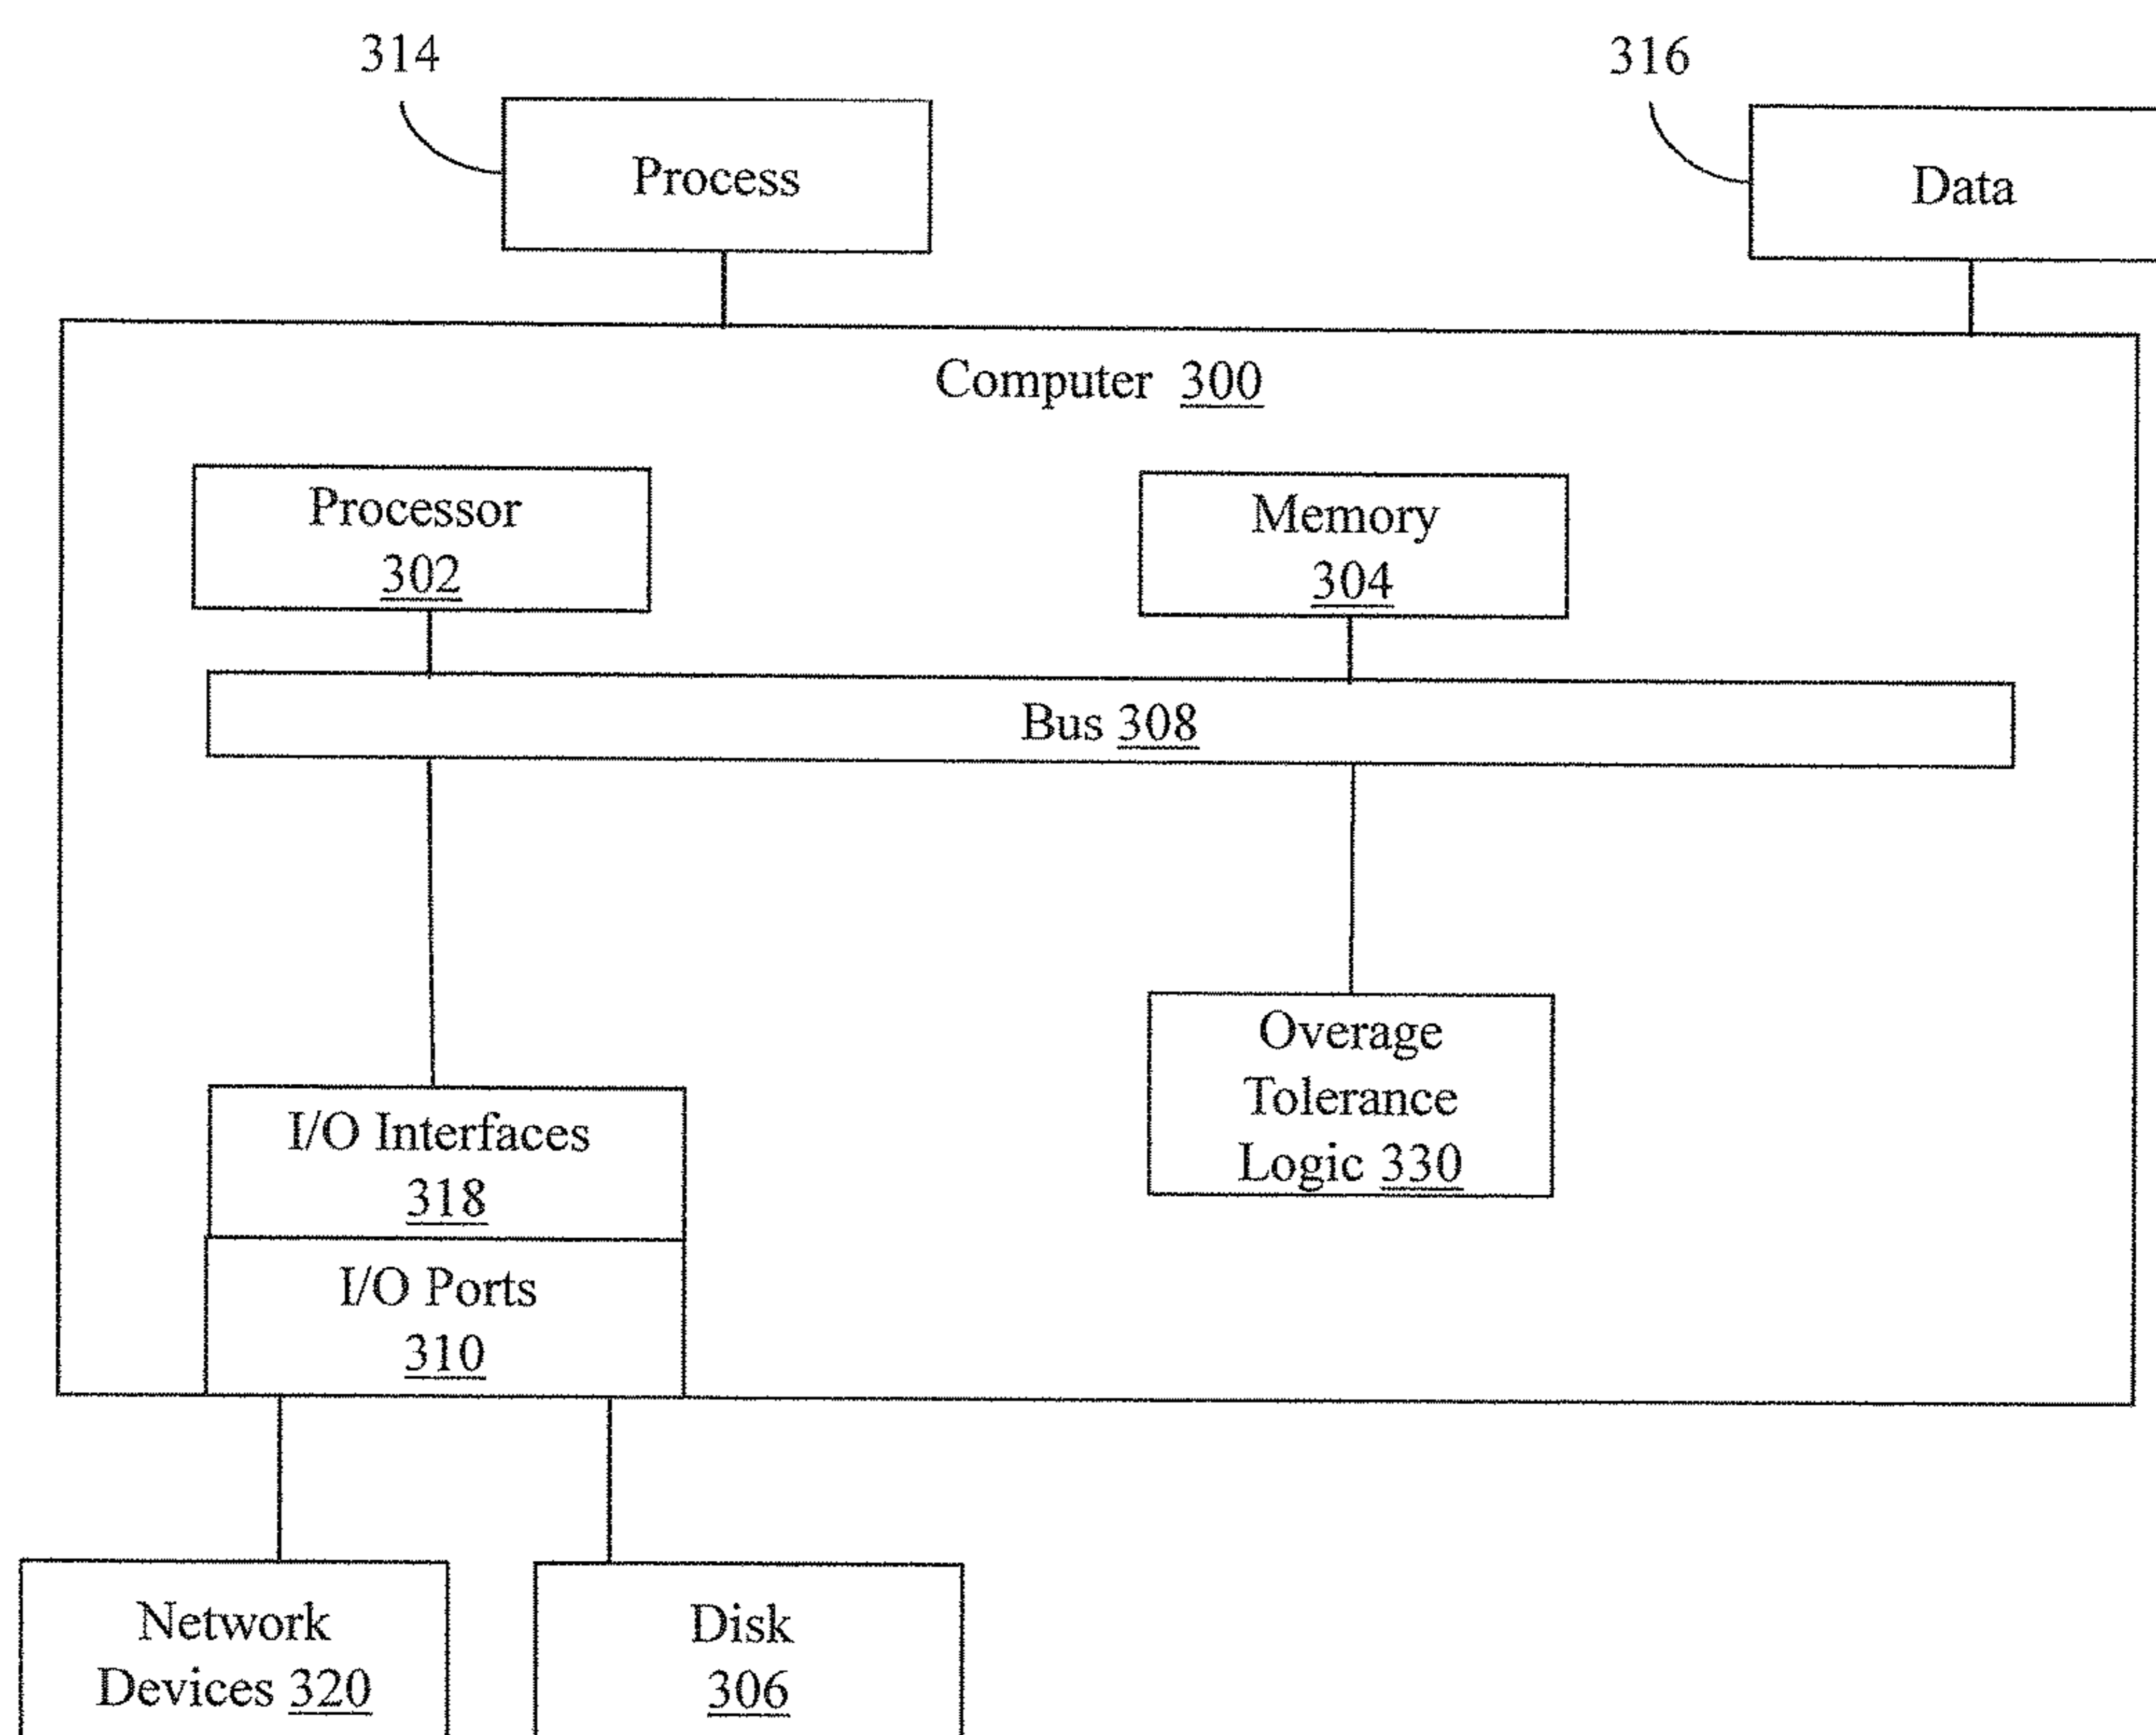 314
316
Process
Data
Computer 300
Processor
302
Memory
304
Bus 308
Overage
Tolerance
Logic 330
I/O Interfaces
318
I/O Ports
310
Network
Devices 320
Disk
306